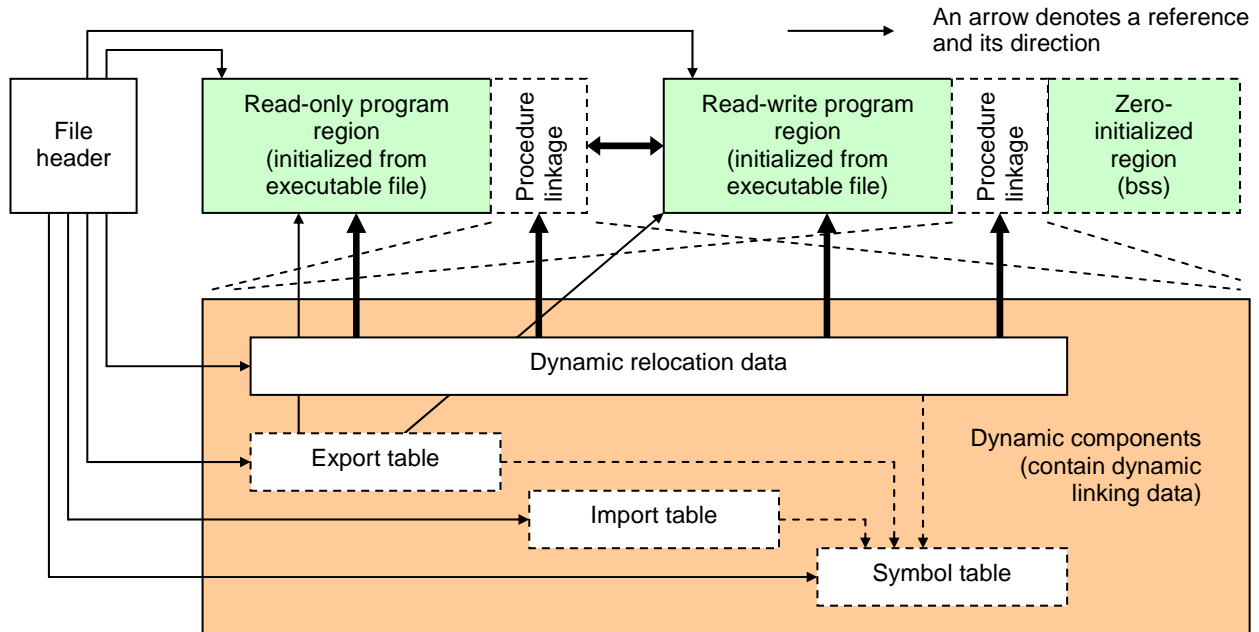 An arrow denotes a reference
and its direction
File
header
Read-only program
region
(initialized from
executable file)
Procedure
linkage
Read-write program
region
(initialized from
executable file)
Procedure
linkage
Zero-
initialized
region
(bss)
Dynamic relocation data
Export table
Dynamic components
(contain dynamic
linking data)
Import table
Symbol table